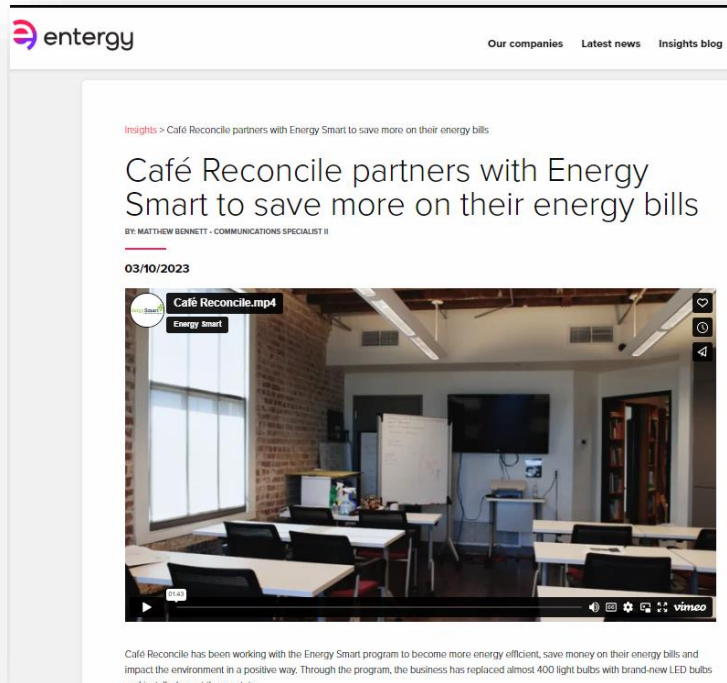 entergy
Our companies Latest news Insights blog
Insights > Café Reconcile partners with Energy Smart to save more on their energy bills
Café Reconcile partners with Energy
Smart to save more on their energy bills
BY: MATTHEW BENNETT - COMMUNICATIONS SPECIALIST II
03/10/2023
Café Reconcile.mp4
Energy Smart
01:43
vimeo
Café Reconcile has been working with the Energy Smart program to become more energy efficient, save money on their energy bills and
impact the environment in a positive way. Through the program, the business has replaced almost 400 light bulbs with brand-new LED bulbs